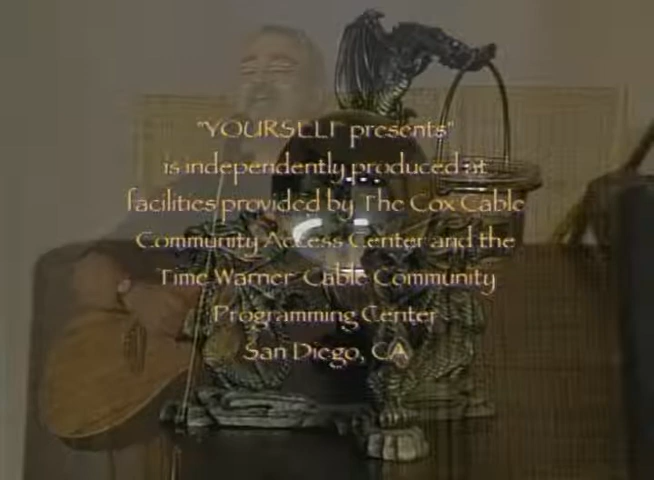 "YOURSELF presents"
is independently produced at
facilities provided by The Cox Cable
Community Access Center and the
Time Warner Cable Community
Programming Center
San Diego, CA